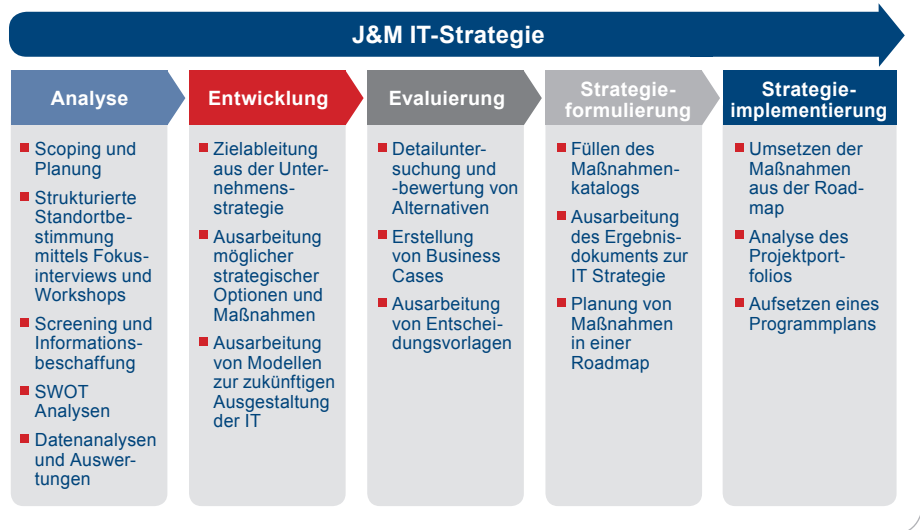 J&M IT-Strategie
Analyse
Scoping und
Planung
Strukturierte
Standortbe-
stimmung
mittels Fokus-
interviews und
Workshops
Screening und
Informations-
beschaffung
SWOT
Analysen
Datenanalysen
und Auswer-
tungen
Entwicklung
Zielableitung
aus der Unter-
nehmens-
strategie
Ausarbeitung
möglicher
strategischer
Optionen und
Maßnahmen
Ausarbeitung
von Modellen
zur zukünftigen
Ausgestaltung
der IT
Evaluierung
Detailunter-
suchung und
-bewertung von
Alternativen
Erstellung
von Business
Cases
Ausarbeitung
von Entschei-
dungsvorlagen
Strategie-
formulierung
Füllen des
Maßnahmen-
katalogs
Ausarbeitung
des Ergebnis-
dokuments zur
IT Strategie
Planung von
Maßnahmen
in einer
Roadmap
Strategie-
implementierung
Umsetzen der
Maßnahmen
aus der Road-
map
Analyse des
Projektport-
folios
Aufsetzen eines
Programmplans